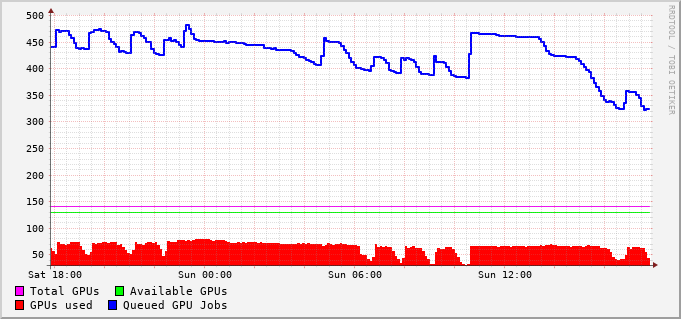 500
450
400
350
300
250
200
150
100
50
Sat 18:00 Sun 00:00 Sun 06:00 Sun 12:00
Total GPUs Available GPUs
GPUs used Queued GPU Jobs
RRDTOOL / TOBI OETIKER